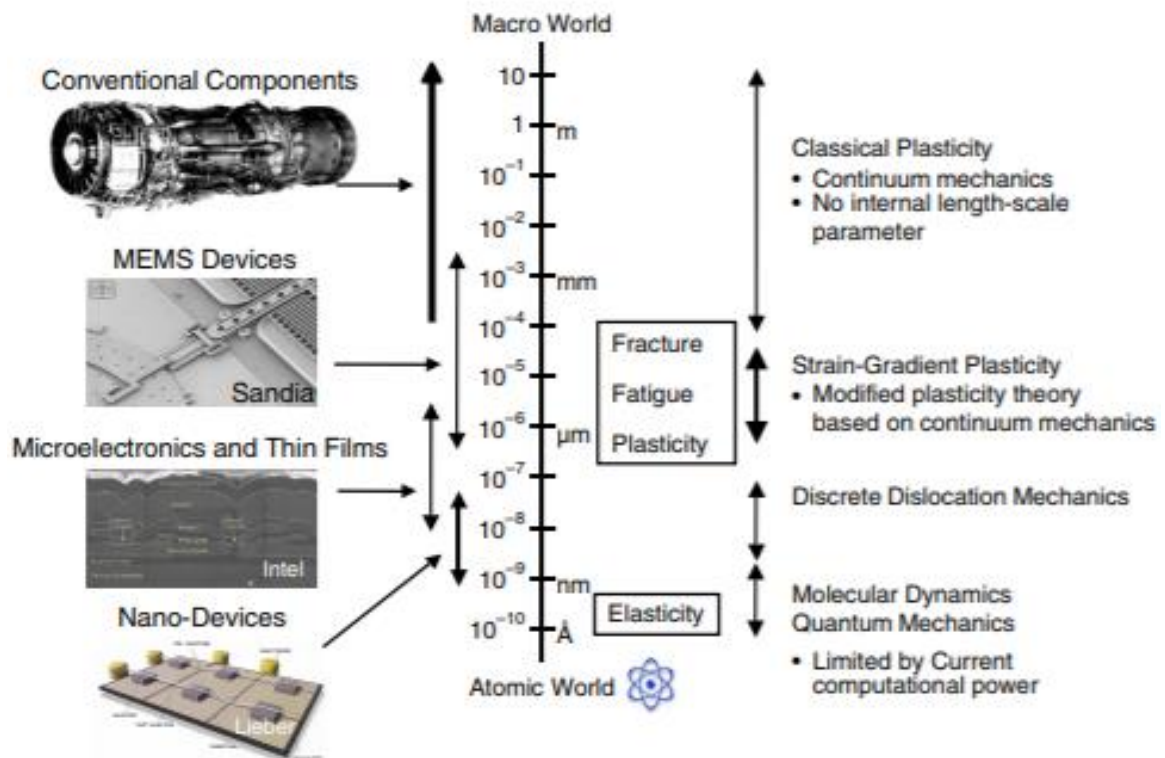 Macro World
Conventional Components
MEMS Devices
Sandia
Microelectronics and Thin Films
Intel
Nano-Devices
Lieber
10
1
m
10⁻¹
10⁻²
10⁻³
mm
10⁻⁴
10⁻⁵
10⁻⁶
μm
10⁻⁷
10⁻⁸
10⁻⁹
nm
10⁻¹⁰
Å
Atomic World
Fracture
Fatigue
Plasticity
Elasticity
Classical Plasticity
• Continuum mechanics
• No internal length-scale
parameter
Strain-Gradient Plasticity
• Modified plasticity theory
based on continuum mechanics
Discrete Dislocation Mechanics
Molecular Dynamics
Quantum Mechanics
• Limited by Current
computational power